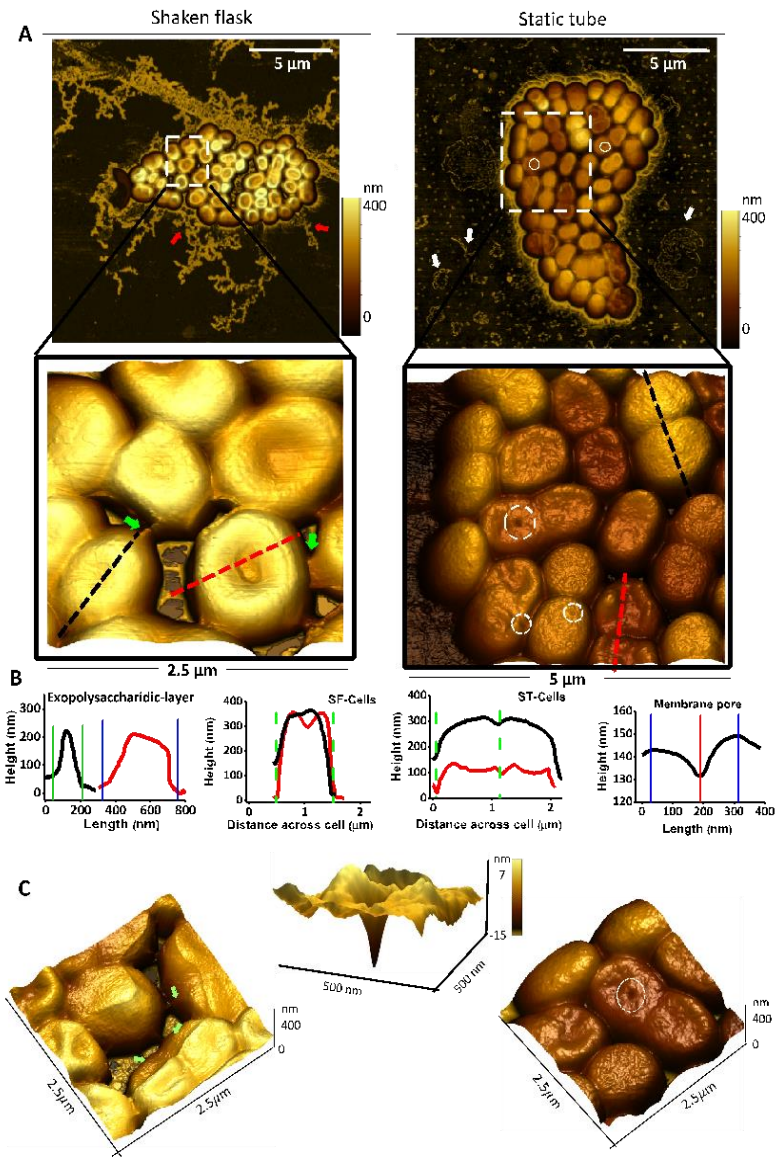 Shaken flask
Static tube
A
5 µm
5 µm
nm
400
0
nm
400
0
2.5 µm
5 µm
B
Exopolysaccharidic-layer
Height (nm)
300
200
100
0
0 200 400 600 800
Length (nm)
SF-Cells
Height (nm)
400
300
200
100
0
0 1 2
Distance across cell (µm)
ST-Cells
Height (nm)
400
300
200
100
0
0 1 2
Distance across cell (µm)
Membrane pore
Height (nm)
160
150
140
130
120
0 100 200 300 400
Length (nm)
C
nm
7
-15
500 nm
500 nm
nm
400
0
2.5µm
2.5µm
nm
400
0
2.5µm
2.5µm